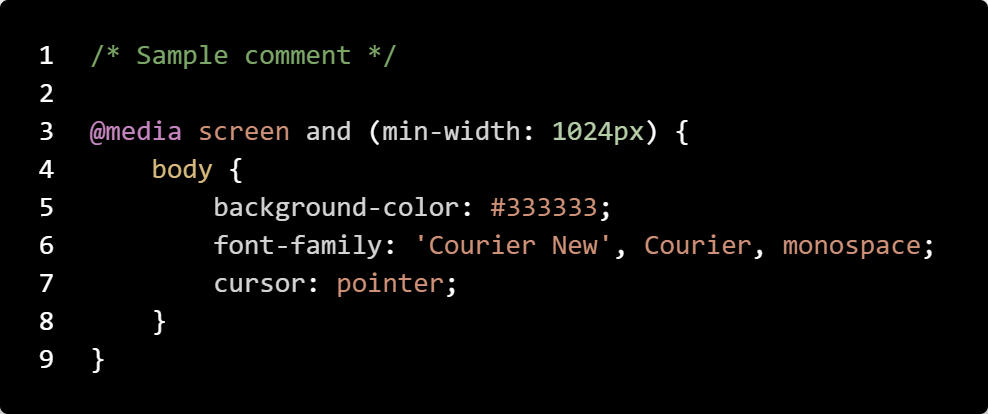 1 /* Sample comment */
2
3 @media screen and (min-width: 1024px) {
4     body {
5         background-color: #333333;
6         font-family: 'Courier New', Courier, monospace;
7         cursor: pointer;
8     }
9 }